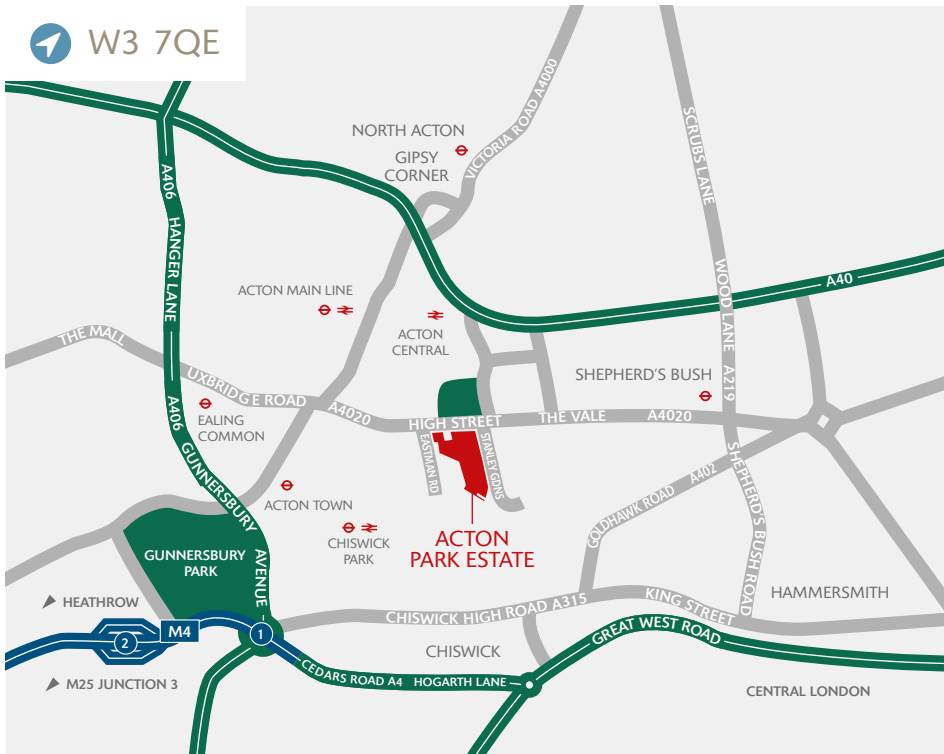 W3 7QE
NORTH ACTON
GIPSY
CORNER
VICTORIA ROAD A4000
SCRUBS LANE
A406
HANGER LANE
WOOD LANE A219
A40
ACTON MAIN LINE
ACTON
CENTRAL
THE MALL
UXBRIDGE ROAD
SHEPHERD'S BUSH
A406
EALING
COMMON
A4020
HIGH STREET
THE VALE
A4020
EASTMAN RD
STANLEY GDNS
GUNNERSBURY
AVENUE
SHEPHERD'S BUSH ROAD
GOLDHAWK ROAD
A402
ACTON TOWN
CHISWICK
PARK
ACTON
PARK ESTATE
GUNNERSBURY
PARK
HEATHROW
M4
1
2
CHISWICK HIGH ROAD A315
KING STREET
HAMMERSMITH
GREAT WEST ROAD
CHISWICK
CEDARS ROAD A4
HOGARTH LANE
M25 JUNCTION 3
CENTRAL LONDON